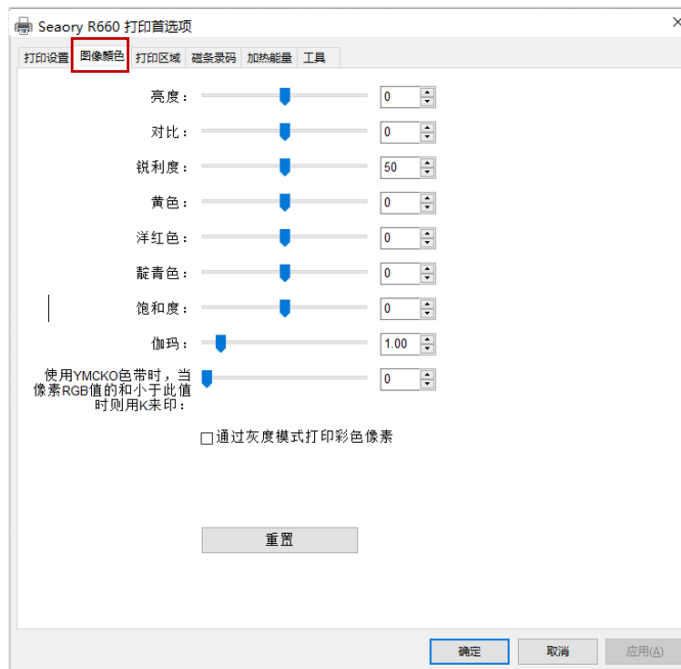 Seaory R660 打印首选项
打印设置 图像顏色 打印区域 磁条录码 加热能量 工具
亮度： 0
对比： 0
锐利度： 50
黄色： 0
洋红色： 0
靛青色： 0
饱和度： 0
伽玛： 1.00
使用YMCKO色带时，当
像素RGB值的和小于此值
时则用K来印： 0
通过灰度模式打印彩色像素
重置
确定 取消 应用(A)